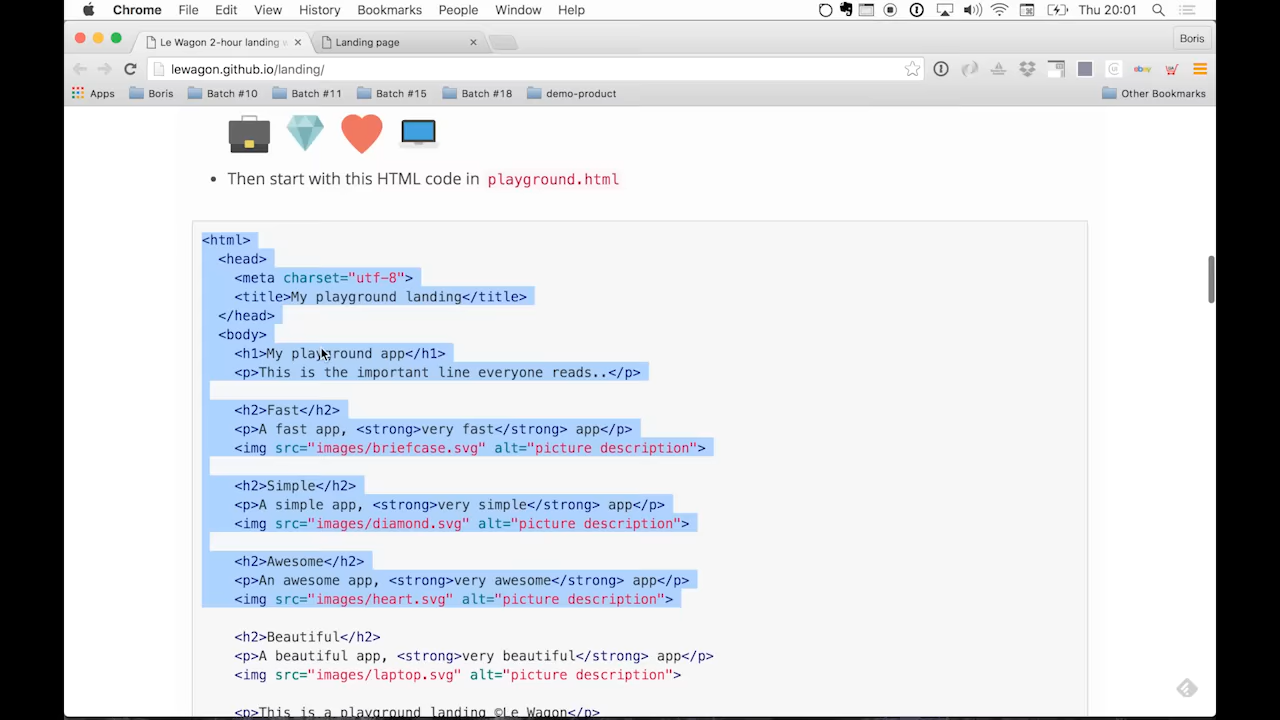 Chrome File Edit View History Bookmarks People Window Help Thu 20:01
Le Wagon 2-hour landing Landing page Boris
lewagon.github.io/landing/
Apps Boris Batch #10 Batch #11 Batch #15 Batch #18 demo-product Other Bookmarks
• Then start with this HTML code in playground.html
<html>
<head>
<meta charset="utf-8">
<title>My playground landing</title>
</head>
<body>
<h1>My playground app</h1>
<p>This is the important line everyone reads..</p>
<h2>Fast</h2>
<p>A fast app, <strong>very fast</strong> app</p>
<img src="images/briefcase.svg" alt="picture description">
<h2>Simple</h2>
<p>A simple app, <strong>very simple</strong> app</p>
<img src="images/diamond.svg" alt="picture description">
<h2>Awesome</h2>
<p>An awesome app, <strong>very awesome</strong> app</p>
<img src="images/heart.svg" alt="picture description">
<h2>Beautiful</h2>
<p>A beautiful app, <strong>very beautiful</strong> app</p>
<img src="images/laptop.svg" alt="picture description">
<p>This is a playground landing ©Le Wagon</p>